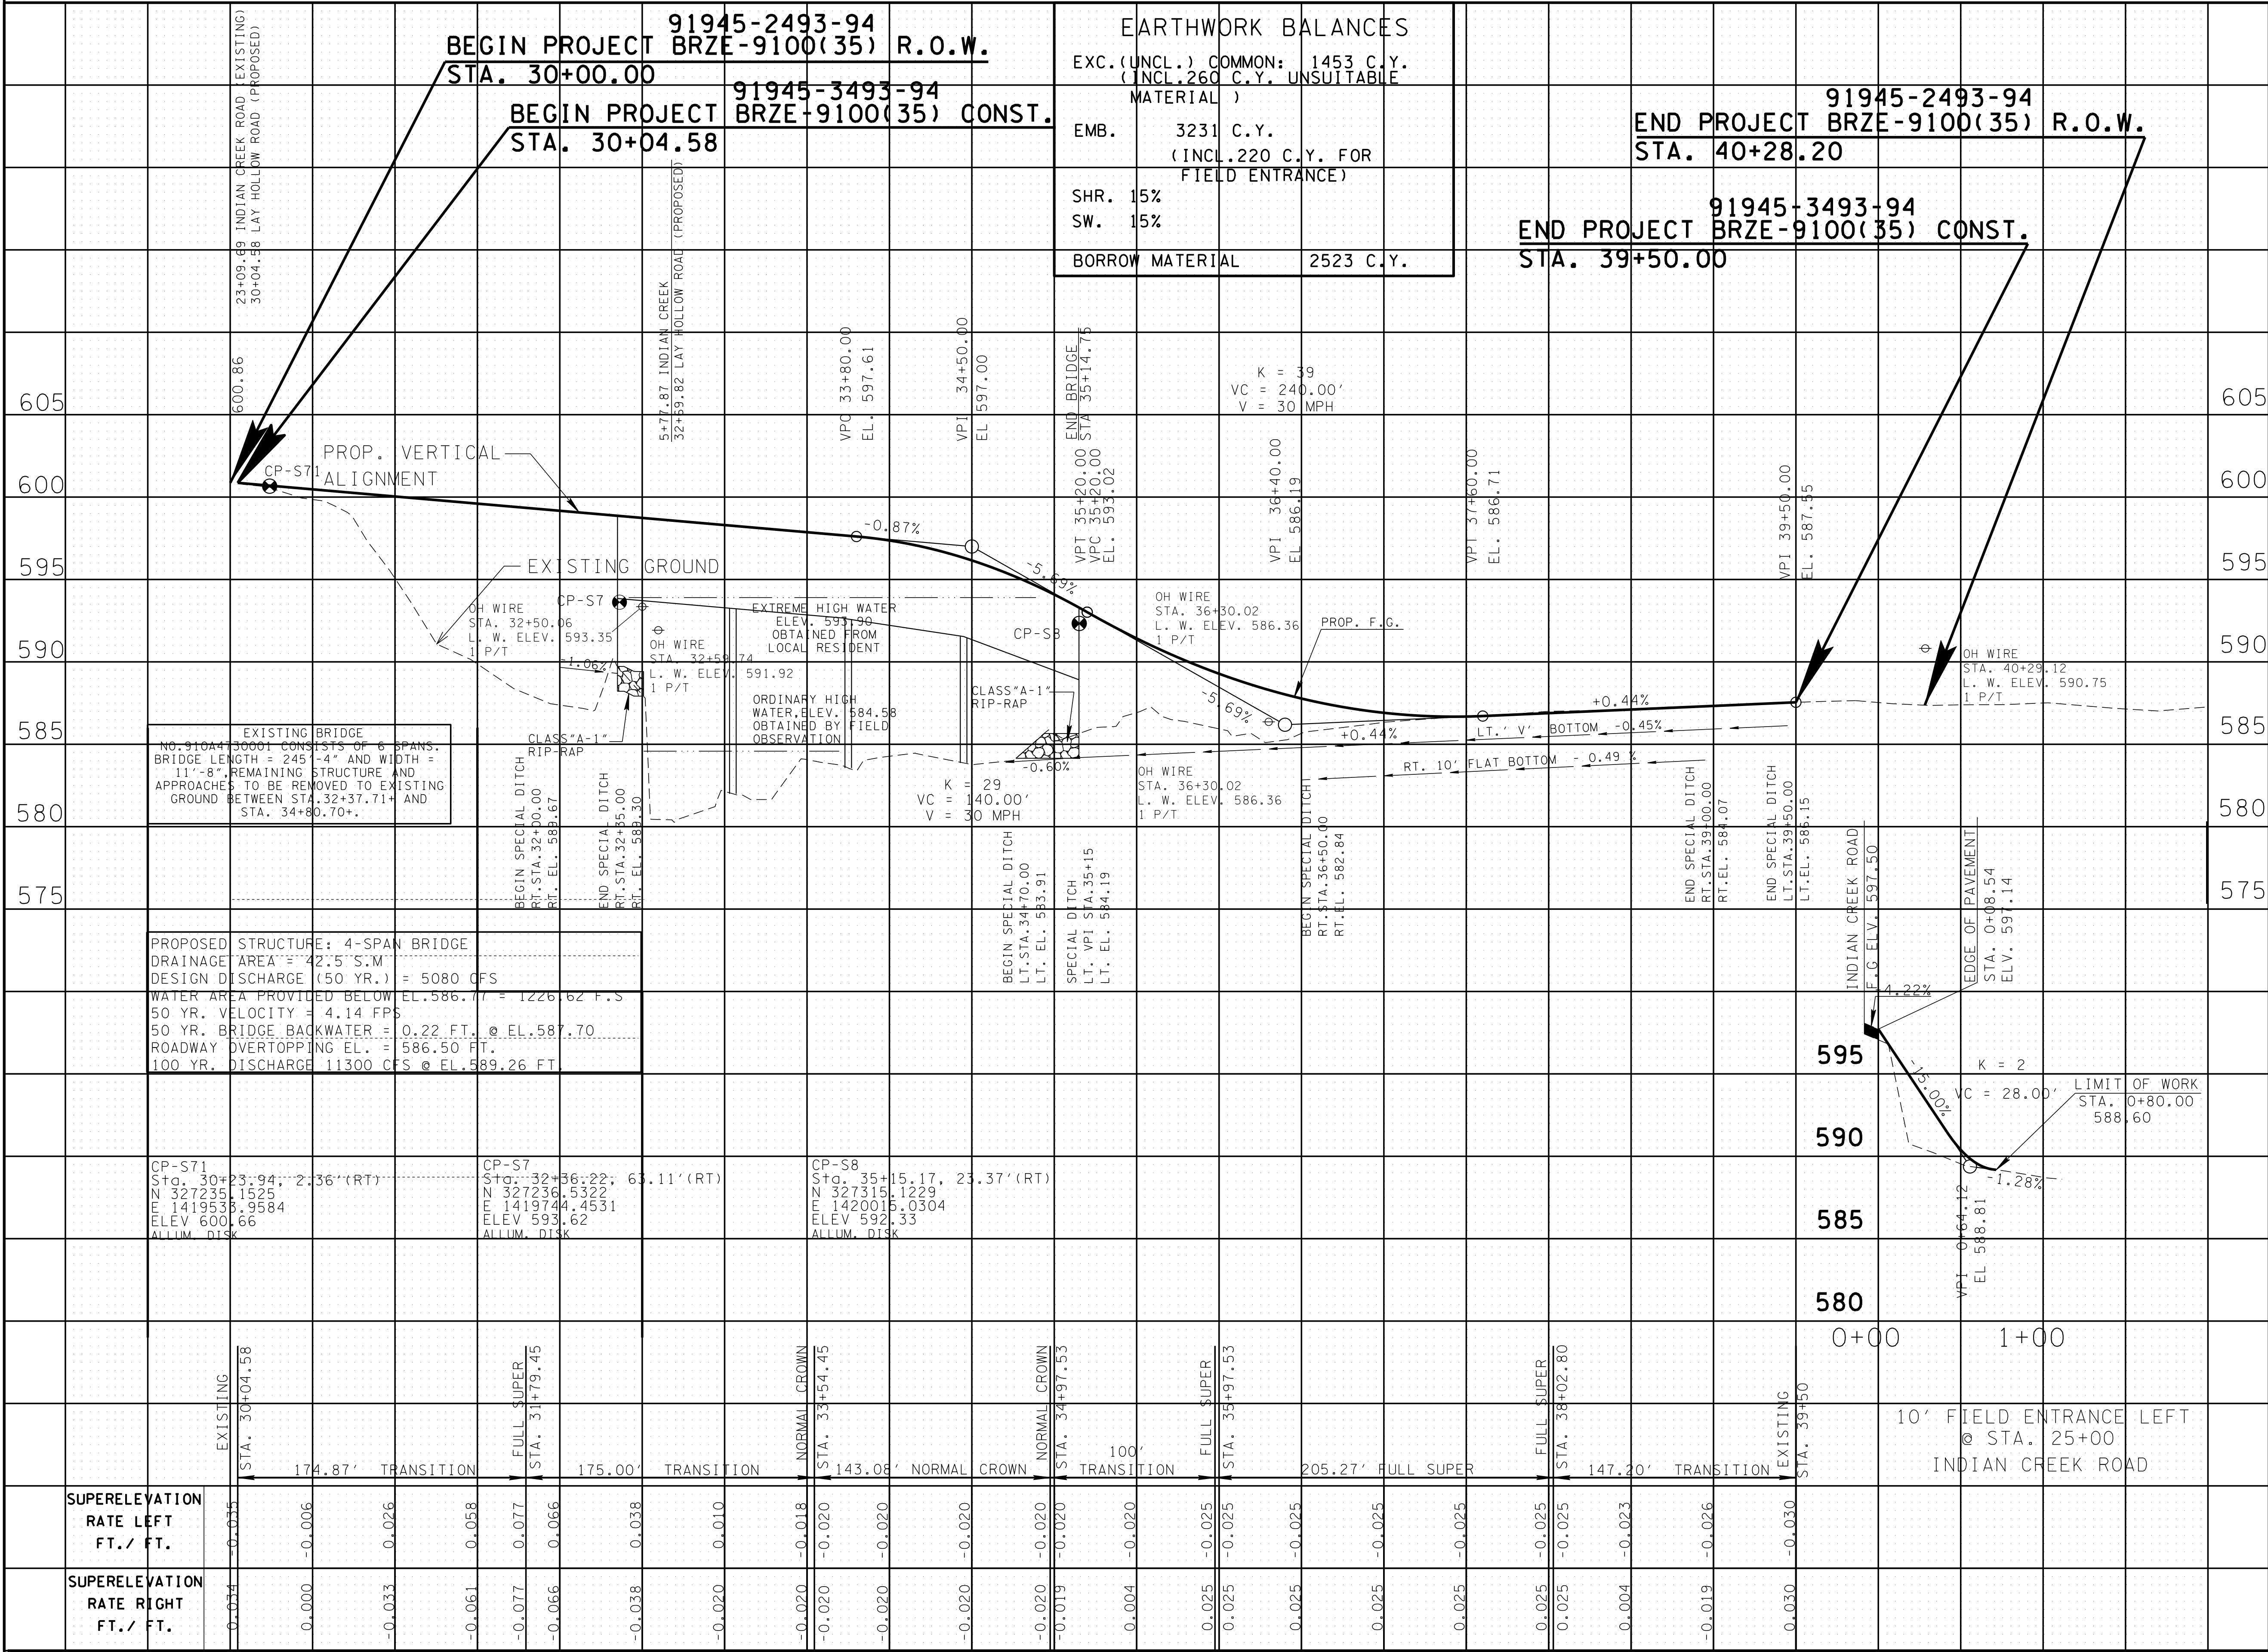 91945-2493-94
BEGIN PROJECT BRZE-9100(35) R.O.W.
STA. 30+00.00
91945-3493-94
BEGIN PROJECT BRZE-9100(35) CONST.
STA. 30+04.58
EARTHWORK BALANCES
EXC.(UNCL.) COMMON: 1453 C.Y.
(INCL.260 C.Y. UNSUITABLE
MATERIAL )
EMB. 3231 C.Y.
(INCL.220 C.Y. FOR
FIELD ENTRANCE)
SHR. 15%
SW. 15%
BORROW MATERIAL 2523 C.Y.
91945-2493-94
END PROJECT BRZE-9100(35) R.O.W.
STA. 40+28.20
91945-3493-94
END PROJECT BRZE-9100(35) CONST.
STA. 39+50.00
23+09.69 INDIAN CREEK ROAD (EXISTING)
30+04.58 LAY HOLLOW ROAD (PROPOSED)
600.86
5+77.87 INDIAN CREEK
32+69.82 LAY HOLLOW ROAD (PROPOSED)
VPC 33+80.00
EL. 597.61
VPI 34+50.00
EL 597.00
END BRIDGE
STA 35+14.75
VPT 35+20.00
VPC 35+20.00
EL. 593.02
K = 39
VC = 240.00'
V = 30 MPH
VPI 36+40.00
EL 586.19
VPT 37+60.00
EL. 586.71
VPI 39+50.00
EL. 587.55
605
600
595
590
585
580
575
605
600
595
590
585
580
575
CP-S71
PROP. VERTICAL
ALIGNMENT
-0.87%
-5.69%
EXISTING GROUND
OH WIRE
STA. 32+50.06
L. W. ELEV. 593.35
1 P/T
CP-S7
-1.06%
OH WIRE
STA. 32+59.74
L. W. ELEV. 591.92
1 P/T
EXTREME HIGH WATER
ELEV. 593.90
OBTAINED FROM
LOCAL RESIDENT
CP-S8
OH WIRE
STA. 36+30.02
L. W. ELEV. 586.36
1 P/T
PROP. F.G.
OH WIRE
STA. 40+29.12
L. W. ELEV. 590.75
1 P/T
ORDINARY HIGH
WATER,ELEV. 584.58
OBTAINED BY FIELD
OBSERVATION
CLASS"A-1"
RIP-RAP
CLASS"A-1"
RIP-RAP
-5.69%
+0.44%
+0.44%
LT.' V' BOTTOM -0.45%
RT. 10' FLAT BOTTOM - 0.49 %
-0.60%
K = 29
VC = 140.00'
V = 30 MPH
OH WIRE
STA. 36+30.02
L. W. ELEV. 586.36
1 P/T
EXISTING BRIDGE
NO.910A4730001 CONSISTS OF 6 SPANS.
BRIDGE LENGTH = 245'-4" AND WIDTH =
11'-8",REMAINING STRUCTURE AND
APPROACHES TO BE REMOVED TO EXISTING
GROUND BETWEEN STA.32+37.71+ AND
STA. 34+80.70+.
BEGIN SPECIAL DITCH
RT.STA.32+00.00
RT. EL. 589.67
END SPECIAL DITCH
RT.STA.32+35.00
RT. EL. 589.30
BEGIN SPECIAL DITCH
LT.STA.34+70.00
LT. EL. 583.91
SPECIAL DITCH
LT. VPI STA.35+15
LT. EL. 584.19
BEGIN SPECIAL DITCH
RT.STA.36+50.00
RT.EL. 582.84
END SPECIAL DITCH
RT.STA.39+00.00
RT.EL. 584.07
END SPECIAL DITCH
LT.STA.39+50.00
LT.EL. 586.15
PROPOSED STRUCTURE: 4-SPAN BRIDGE
DRAINAGE AREA = 42.5 S.M
DESIGN DISCHARGE (50 YR.) = 5080 CFS
WATER AREA PROVIDED BELOW EL.586.77 = 1226.62 F.S
50 YR. VELOCITY = 4.14 FPS
50 YR. BRIDGE BACKWATER = 0.22 FT. @ EL.587.70
ROADWAY OVERTOPPING EL. = 586.50 FT.
100 YR. DISCHARGE 11300 CFS @ EL.589.26 FT.
INDIAN CREEK ROAD
F.G ELV. 597.50
EDGE OF PAVEMENT
STA. 0+08.54
ELV. 597.14
-4.22%
-15.00%
K = 2
VC = 28.00'
LIMIT OF WORK
STA. 0+80.00
588.60
-1.28%
VPI 0+64.12
EL 588.81
595
590
585
580
0+00 1+00
CP-S71
Sta. 30+23.94, 2.36'(RT)
N 327235.1525
E 1419533.9584
ELEV 600.66
ALLUM. DISK
CP-S7
Sta. 32+36.22, 63.11'(RT)
N 327236.5322
E 1419744.4531
ELEV 593.62
ALLUM. DISK
CP-S8
Sta. 35+15.17, 23.37'(RT)
N 327315.1229
E 1420015.0304
ELEV 592.33
ALLUM. DISK
10' FIELD ENTRANCE LEFT
@ STA. 25+00
INDIAN CREEK ROAD
EXISTING
STA. 30+04.58
174.87' TRANSITION
FULL SUPER
STA. 31+79.45
175.00' TRANSITION
NORMAL CROWN
STA. 33+54.45
143.08' NORMAL CROWN
NORMAL CROWN
STA. 34+97.53
100'
TRANSITION
FULL SUPER
STA. 35+97.53
205.27' FULL SUPER
FULL SUPER
STA. 38+02.80
147.20' TRANSITION
EXISTING
STA. 39+50
SUPERELEVATION
RATE LEFT
FT./ FT.
-0.035 -0.006 0.026 0.058 0.077 0.066 0.038 0.010 -0.018 -0.020 -0.020 -0.020 -0.020 -0.020 -0.020 -0.025 -0.025 -0.025 -0.025 -0.025 -0.025 -0.025 -0.023 -0.026 -0.030
SUPERELEVATION
RATE RIGHT
FT./ FT.
0.034 0.000 -0.033 -0.061 -0.077 -0.066 -0.038 -0.020 -0.020 -0.020 -0.020 -0.020 -0.020 -0.019 0.004 0.025 0.025 0.025 0.025 0.025 0.025 0.025 0.004 -0.019 0.030